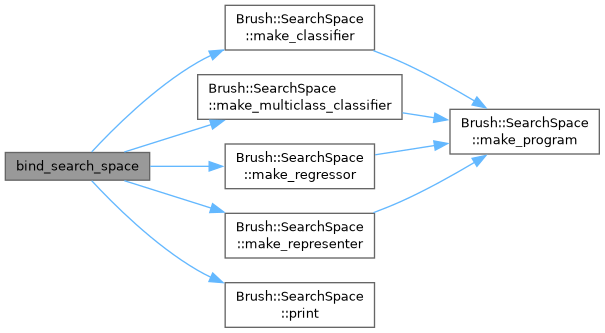 bind_search_space
Brush::SearchSpace
::make_classifier
Brush::SearchSpace
::make_multiclass_classifier
Brush::SearchSpace
::make_regressor
Brush::SearchSpace
::make_representer
Brush::SearchSpace
::print
Brush::SearchSpace
::make_program